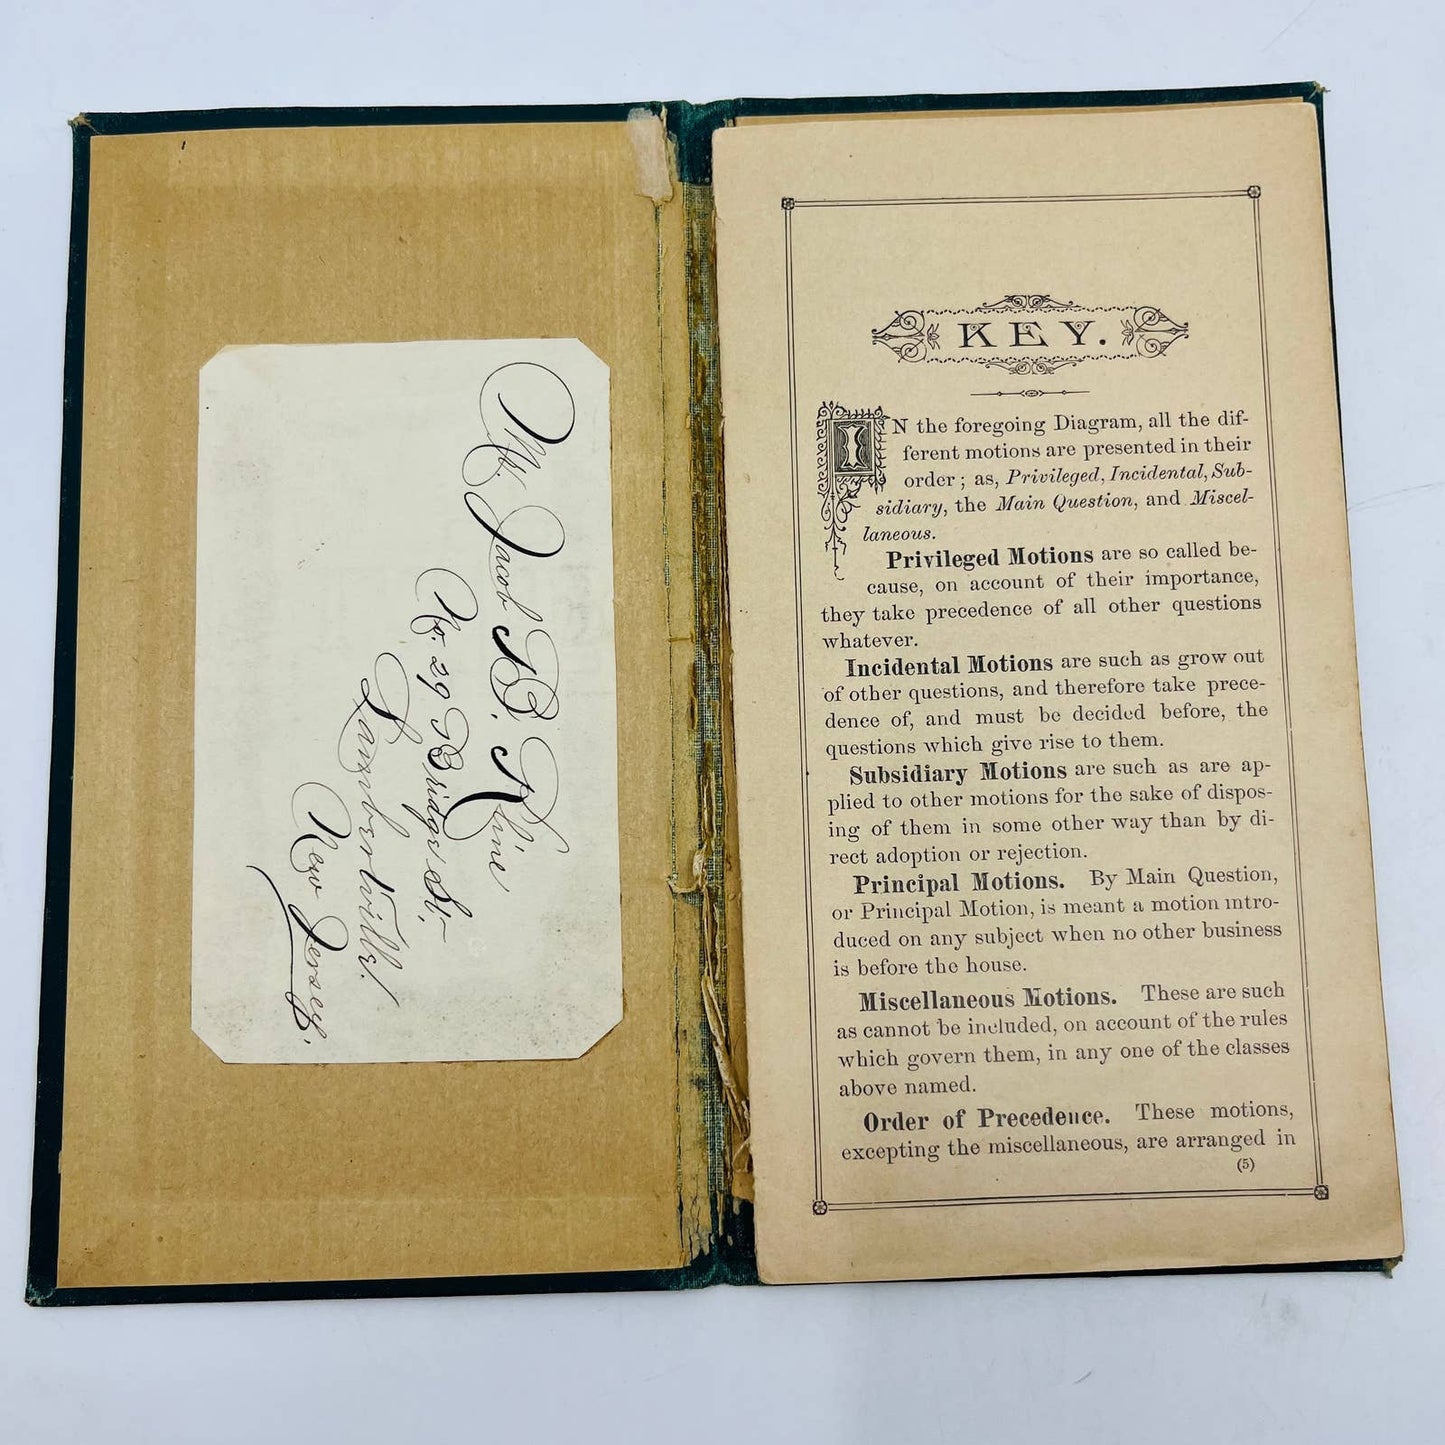 Mr. Jacob B. Kline
No. 29 Bridge St.
Lambertville!
New Jersey.
KEY.
IN the foregoing Diagram, all the dif-
ferent motions are presented in their
order; as, Privileged, Incidental, Sub-
sidiary, the Main Question, and Miscel-
laneous.
Privileged Motions are so called be-
cause, on account of their importance,
they take precedence of all other questions
whatever.
Incidental Motions are such as grow out
of other questions, and therefore take prece-
dence of, and must be decided before, the
questions which give rise to them.
Subsidiary Motions are such as are ap-
plied to other motions for the sake of dispos-
ing of them in some other way than by di-
rect adoption or rejection.
Principal Motions. By Main Question,
or Principal Motion, is meant a motion intro-
duced on any subject when no other business
is before the house.
Miscellaneous Motions. These are such
as cannot be included, on account of the rules
which govern them, in any one of the classes
above named.
Order of Precedence. These motions,
excepting the miscellaneous, are arranged in
(5)